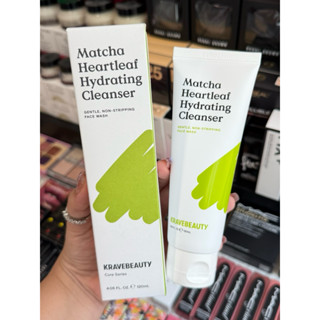 Matcha
Heartleaf
Hydrating
Cleanser
GENTLE, NON-STRIPPING
FACE WASH
KRAVEBEAUTY
Matcha
Heartleaf
Hydrating
Cleanser
GENTLE, NON-STRIPPING
FACE WASH
KRAVEBEAUTY